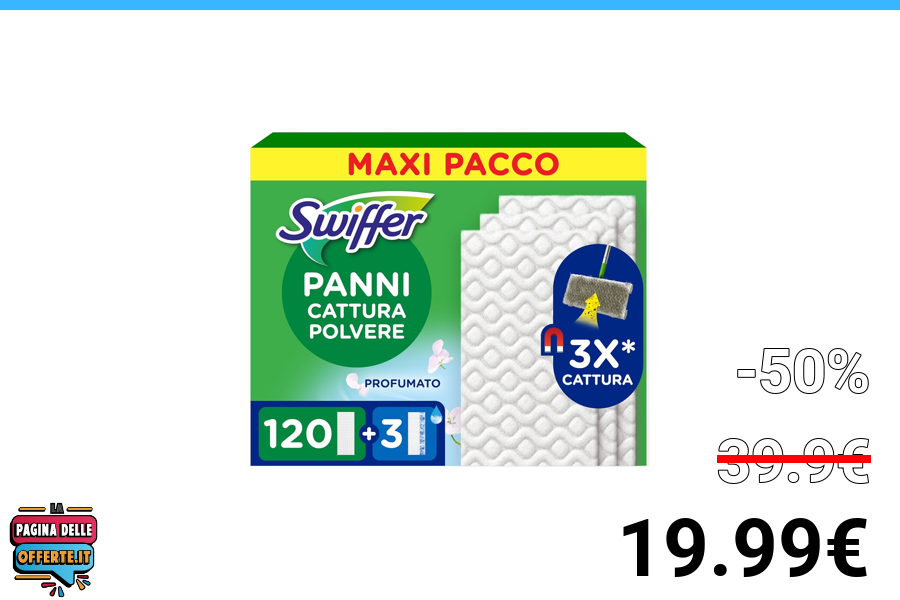 MAXI PACCO
Swiffer
PANNI
CATTURA
POLVERE
3X*
CATTURA
PROFUMATO
120 + 3
-50%
39.9€
19.99€
LA
PAGINA DELLE
OFFERTE.IT